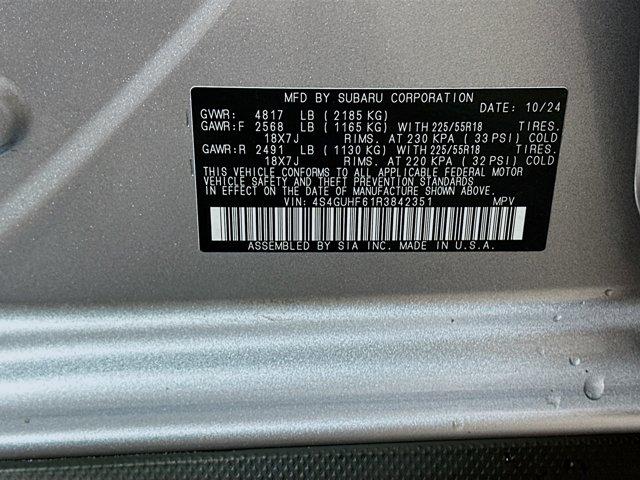 MFD BY SUBARU CORPORATION
GVWR: 4817 LB (2185 KG) DATE: 10/24
GAWR:F 2568 LB (1165 KG) WITH 225/55R18 TIRES.
18X7J RIMS. AT 230 KPA (33 PSI) COLD
GAWR:R 2491 LB (1130 KG) WITH 225/55R18 TIRES.
18X7J RIMS. AT 220 KPA (32 PSI) COLD
THIS VEHICLE CONFORMS TO ALL APPLICABLE FEDERAL MOTOR
VEHICLE SAFETY AND THEFT PREVENTION STANDARDS IN
EFFECT ON THE DATE OF MANUFACTURE SHOWN ABOVE.
VIN: 4S4GUHF61R3842351 MPV
ASSEMBLED BY SIA INC. MADE IN U.S.A.